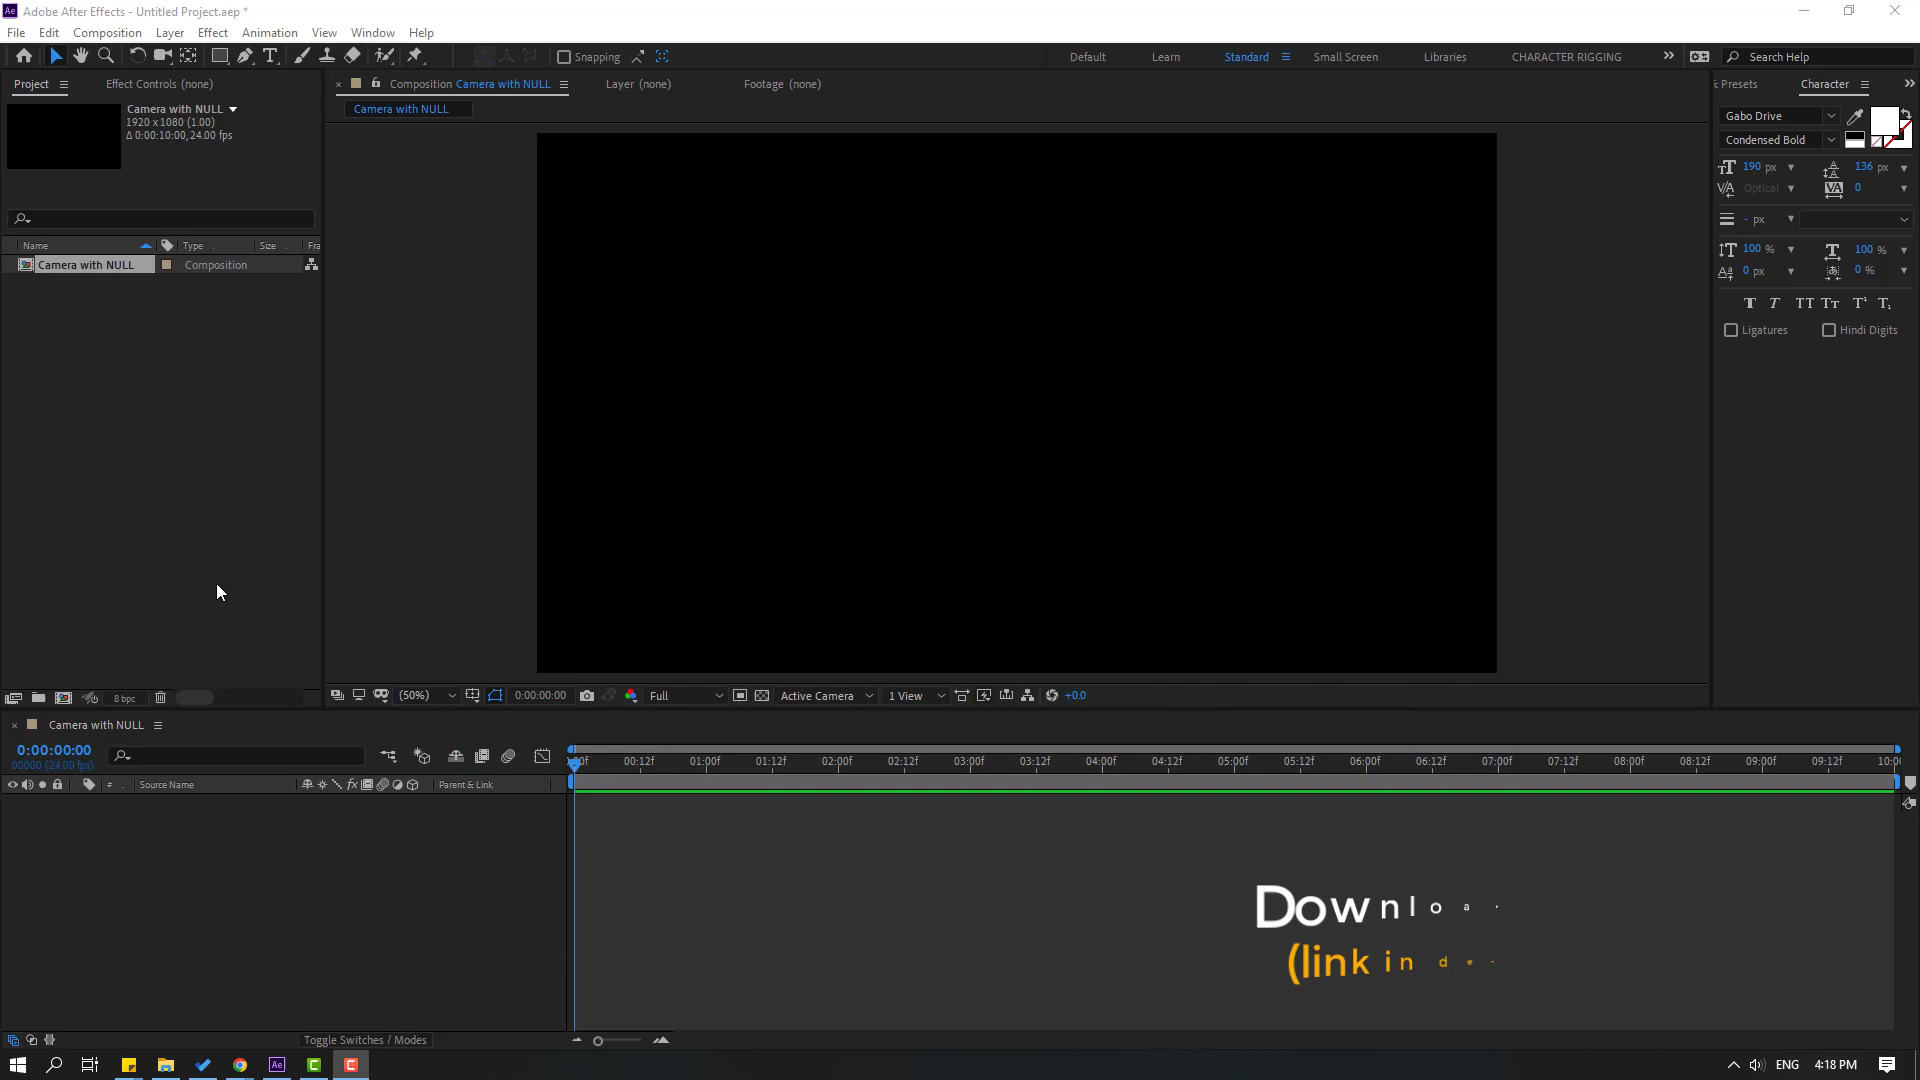 Adobe After Effects - Untitled Project.aep *
File Edit Composition Layer Effect Animation View Window Help
Snapping Default Learn Standard Small Screen Libraries CHARACTER RIGGING Search Help
Project Effect Controls (none)
Composition Camera with NULL Layer (none) Footage (none)
Presets Character
Camera with NULL
Camera with NULL
1920 x 1080 (1.00)
Δ 0:00:10:00, 24.00 fps
Gabo Drive
Condensed Bold
190 px 136 px
Optical 0
- px
100 % 100 %
0 px 0 %
Ligatures Hindi Digits
Name Type Size Fra
Camera with NULL Composition
8 bpc
(50%) 0:00:00:00 Full Active Camera 1 View +0.0
Camera with NULL
0:00:00:00
00000 (24.00 fps)
00:12f 01:00f 01:12f 02:00f 02:12f 03:00f 03:12f 04:00f 04:12f 05:00f 05:12f 06:00f 06:12f 07:00f 07:12f 08:00f 08:12f 09:00f 09:12f 10:00
# Source Name Parent & Link
Downloa
(link in de
Toggle Switches / Modes
ENG 4:18 PM